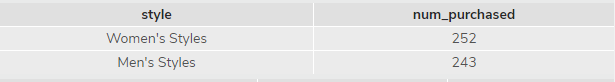 style num_purchased
Women's Styles 252
Men's Styles 243